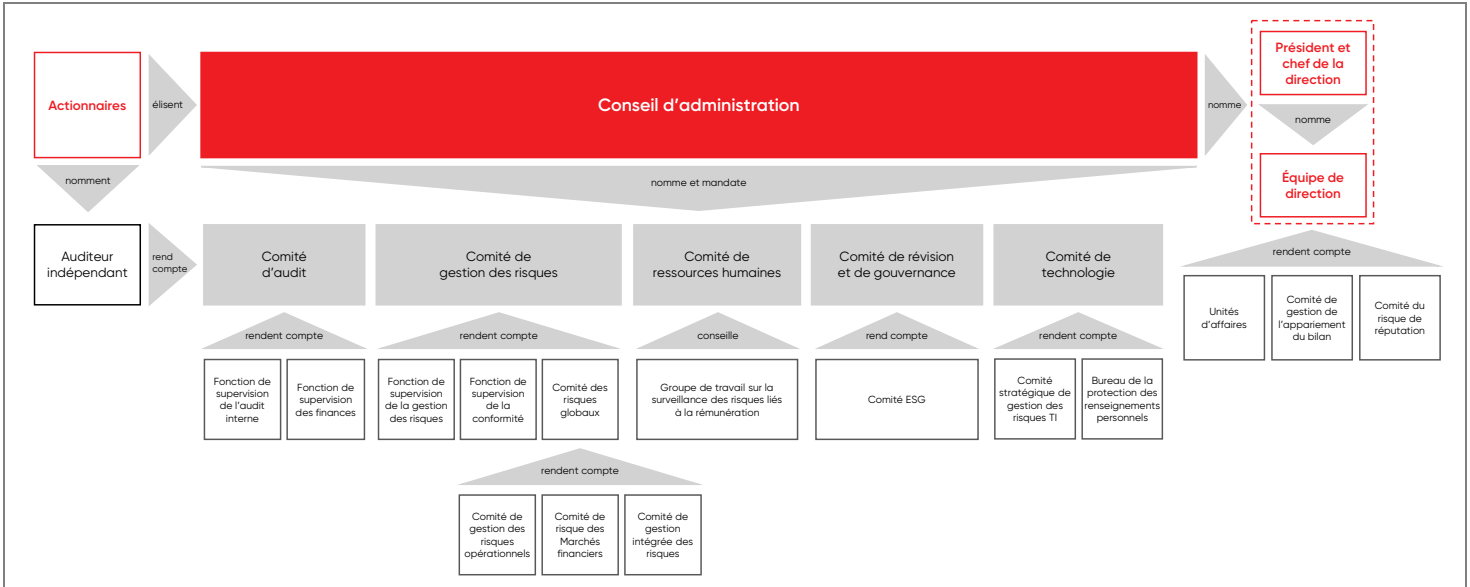 Actionnaires
élisent
Conseil d'administration
nomme
Président et
chef de la
direction
nomme
Équipe de
direction
nomment
nomme et mandate
Auditeur
indépendant
rend
compte
Comité
d'audit
Comité de
gestion des risques
Comité de
ressources humaines
Comité de révision
et de gouvernance
Comité de
technologie
rendent compte
Unités
d'affaires
Comité de
gestion de
l'appariement
du bilan
Comité du
risque de
réputation
rendent compte
rendent compte
conseille
rend compte
rendent compte
Fonction de
supervision
de l'audit
interne
Fonction de
supervision
des finances
Fonction de
supervision
de la gestion
des risques
Fonction de
supervision
de la
conformité
Comité des
risques
globaux
Groupe de travail sur la
surveillance des risques liés
à la rémunération
Comité ESG
Comité
stratégique de
gestion des
risques TI
Bureau de la
protection des
renseignements
personnels
rendent compte
Comité de
gestion des
risques
opérationnels
Comité de
risque des
Marchés
financiers
Comité de
gestion
intégrée des
risques